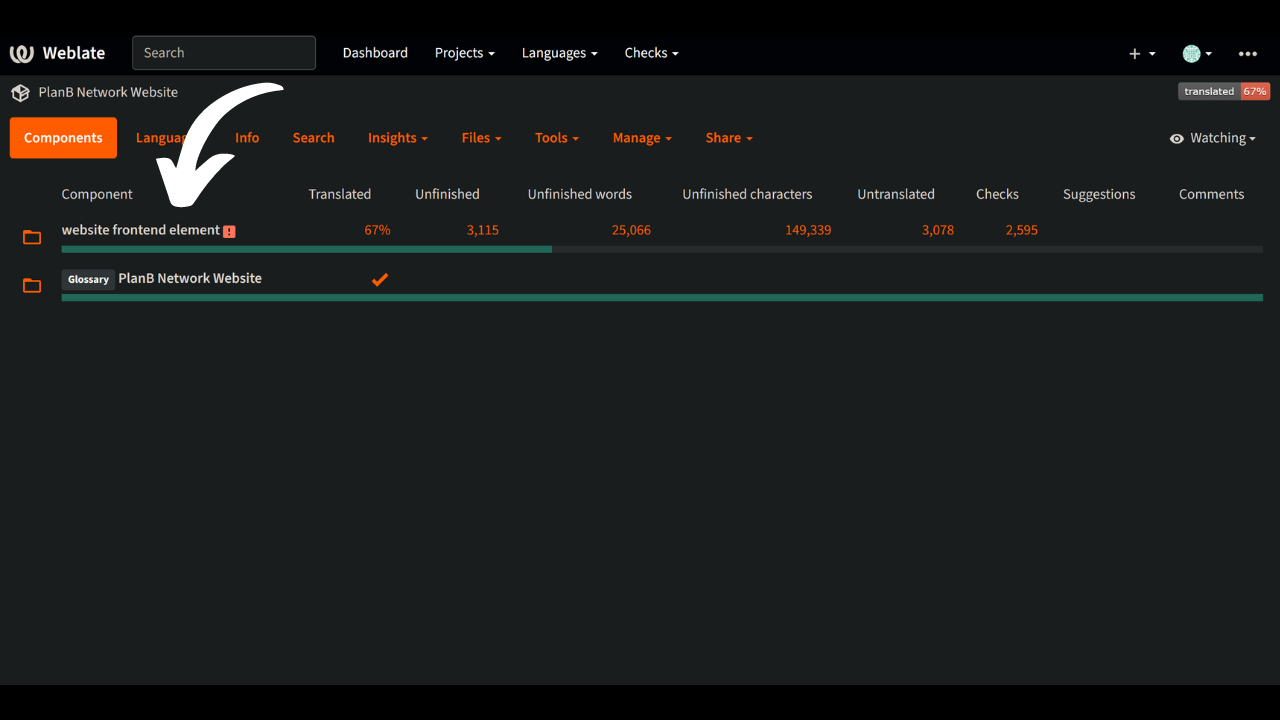 Weblate Search Dashboard Projects Languages Checks
PlanB Network Website translated 67%
Components Info Search Insights Files Tools Manage Share Watching
Component Translated Unfinished Unfinished words Unfinished characters Untranslated Checks Suggestions Comments
website frontend element 67% 3,115 25,066 149,339 3,078 2,595
Glossary PlanB Network Website